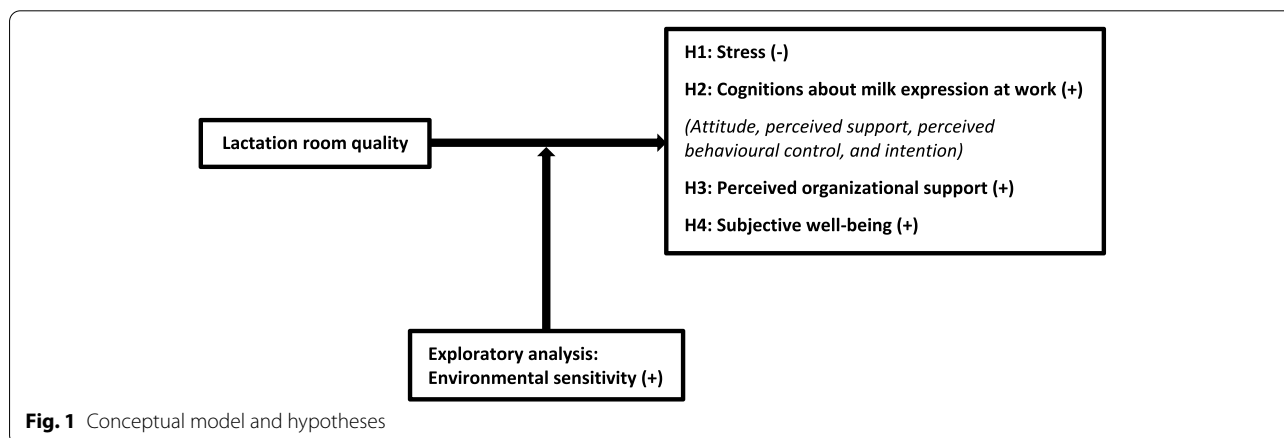 Lactation room quality
H1: Stress (-)
H2: Cognitions about milk expression at work (+)
(Attitude, perceived support, perceived
behavioural control, and intention)
H3: Perceived organizational support (+)
H4: Subjective well-being (+)
Exploratory analysis:
Environmental sensitivity (+)
Fig. 1 Conceptual model and hypotheses